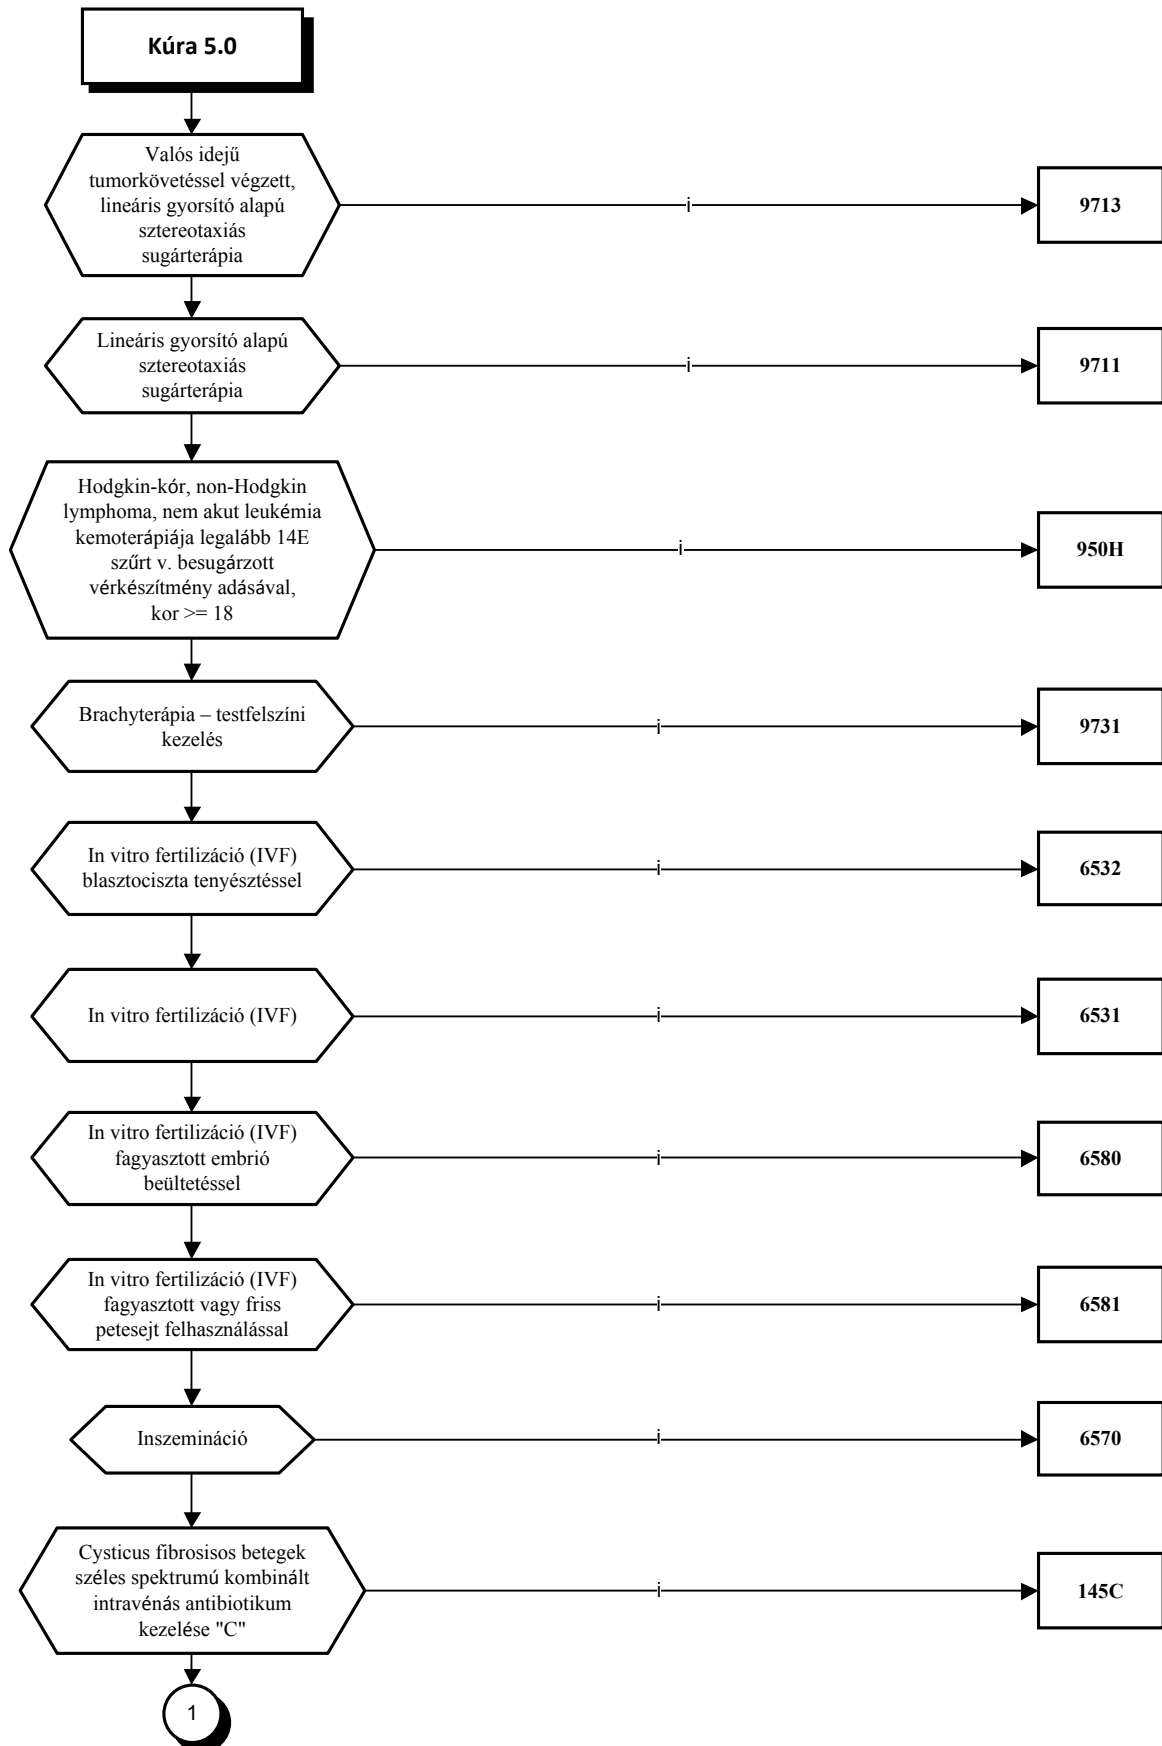 Kúra 5.0
Valós idejű
tumorkövetéssel végzett,
lineáris gyorsító alapú
sztereotaxiás
sugárterápia
i
9713
Lineáris gyorsító alapú
sztereotaxiás
sugárterápia
i
9711
Hodgkin-kór, non-Hodgkin
lymphoma, nem akut leukémia
kemoterápiája legalább 14E
szűrt v. besugárzott
vérkészítmény adásával,
kor >= 18
i
950H
Brachyterápia – testfelszíni
kezelés
i
9731
In vitro fertilizáció (IVF)
blasztociszta tenyésztéssel
i
6532
In vitro fertilizáció (IVF)
i
6531
In vitro fertilizáció (IVF)
fagyasztott embrió
beültetéssel
i
6580
In vitro fertilizáció (IVF)
fagyasztott vagy friss
petesejt felhasználással
i
6581
Inszemináció
i
6570
Cysticus fibrosisos betegek
széles spektrumú kombinált
intravénás antibiotikum
kezelése "C"
i
145C
1